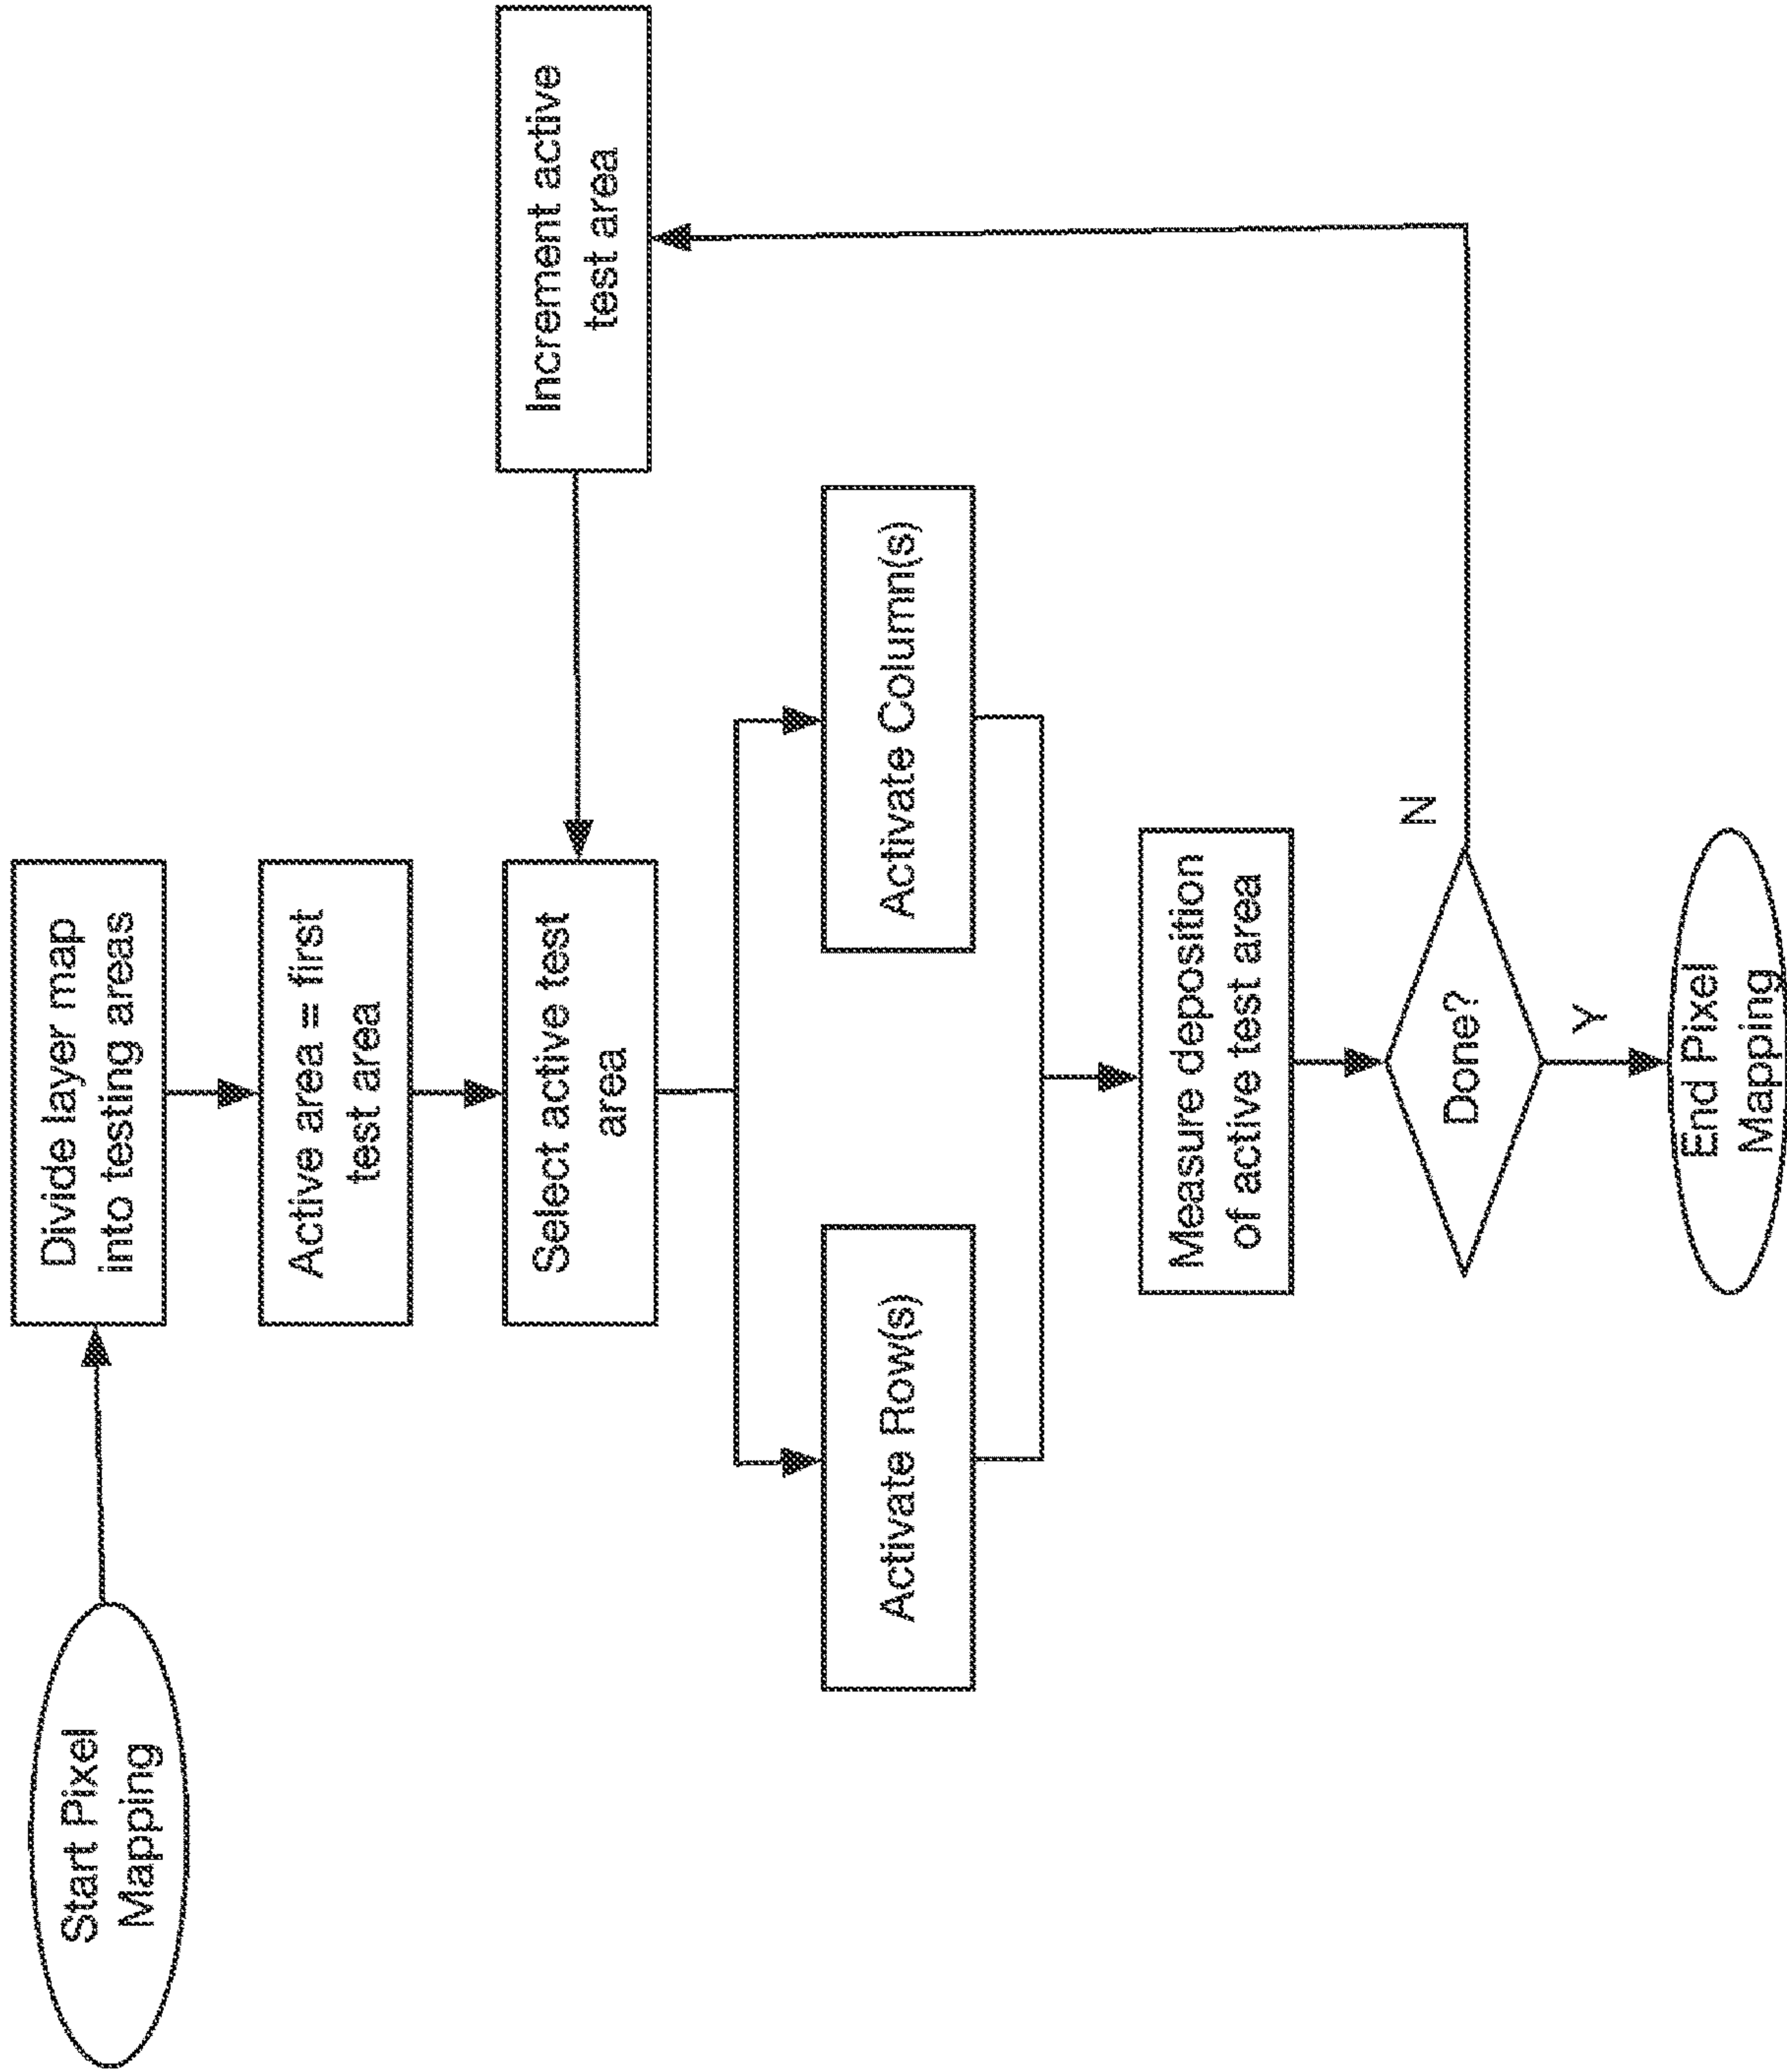 Start Pixel
Mapping
Divide layer map
into testing areas
Active area = first
test area
Select active test
area
Increment active
test area
Activate Row(s)
Activate Column(s)
Measure deposition
of active test area
Done?
N
Y
End Pixel
Mapping